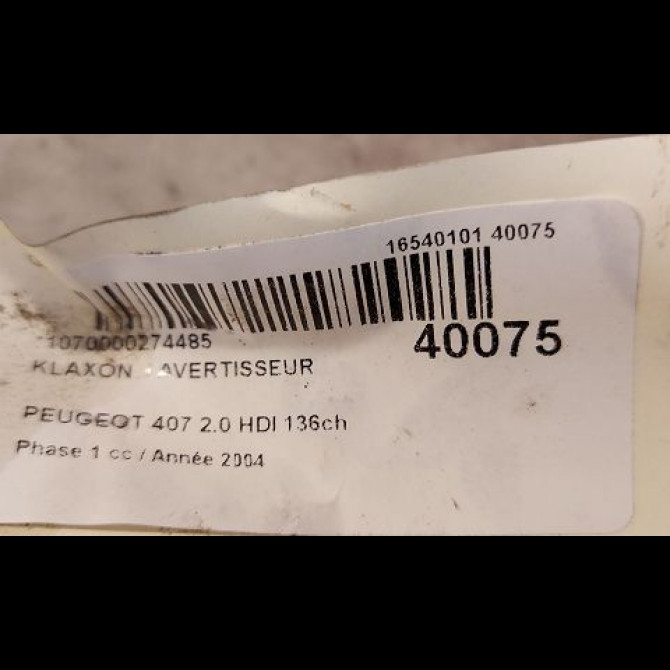 16540101 40075
1070000274485
40075
KLAXON AVERTISSEUR
PEUGEOT 407 2.0 HDI 136ch
Phase 1 cc / Année 2004